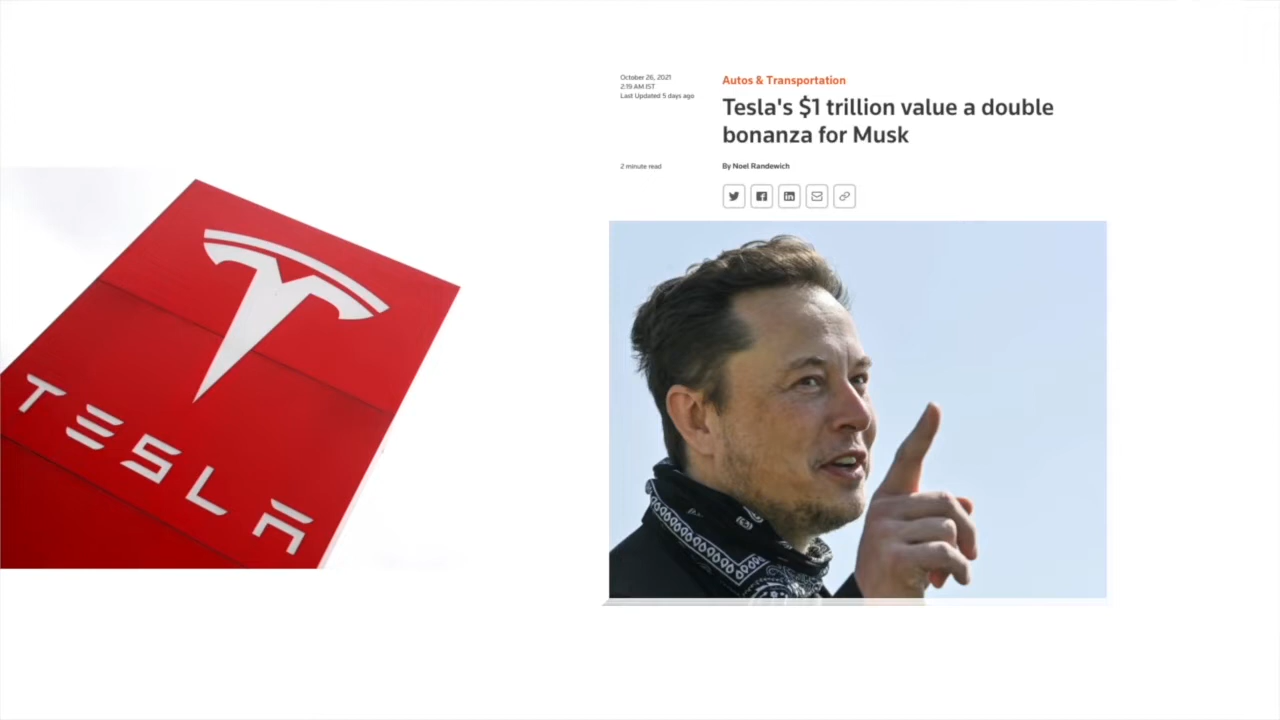 TESLA
October 26, 2021
2:19 AM IST
Last Updated 5 days ago
Autos & Transportation
Tesla's $1 trillion value a double
bonanza for Musk
2 minute read
By Noel Randewich